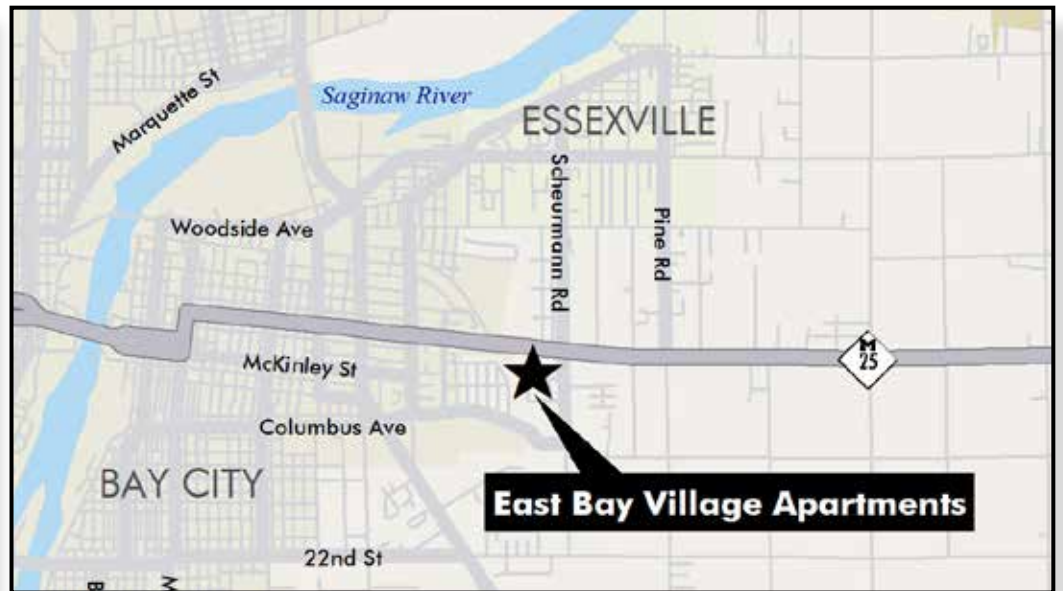 Marquette St
Saginaw River
ESSEXVILLE
Scheurmann Rd
Pine Rd
Woodside Ave
M
25
McKinley St
Columbus Ave
BAY CITY
East Bay Village Apartments
22nd St
B
M